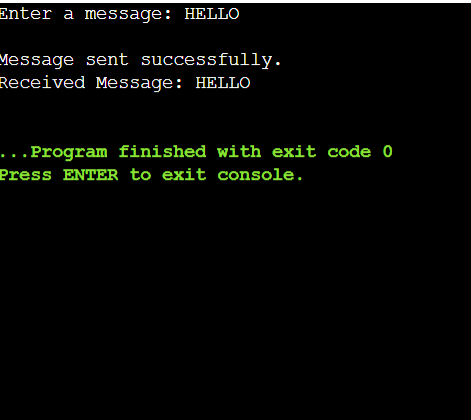 Enter a message: HELLO
Message sent successfully.
Received Message: HELLO
...Program finished with exit code 0
Press ENTER to exit console.